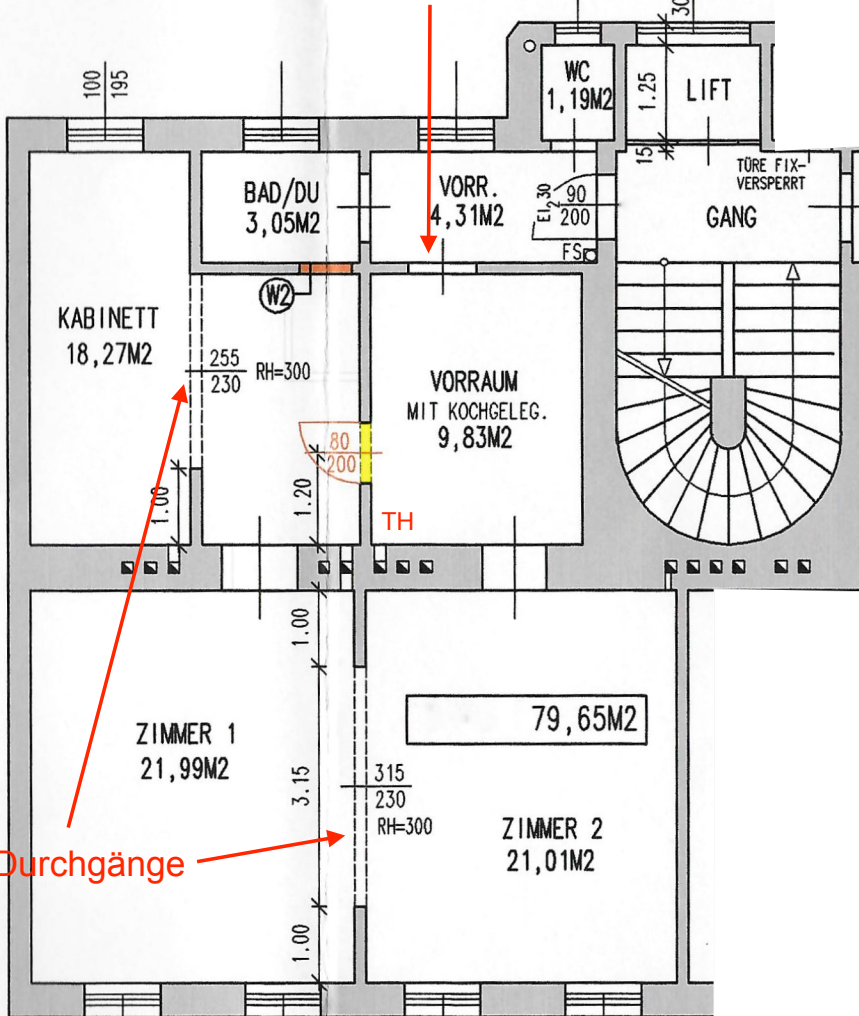 30
100
195
WC
1,19M2
1.25
LIFT
15
TÜRE FIX-
VERSPERRT
BAD/DU
3,05M2
VORR.
4,31M2
EI₂30
90
200
GANG
FS
W2
KABINETT
18,27M2
255
230
RH=300
VORRAUM
MIT KOCHGELEG.
9,83M2
80
200
1.00
1.20
TH
1.00
79,65M2
ZIMMER 1
21,99M2
3.15
315
230
RH=300
ZIMMER 2
21,01M2
Durchgänge
1.00